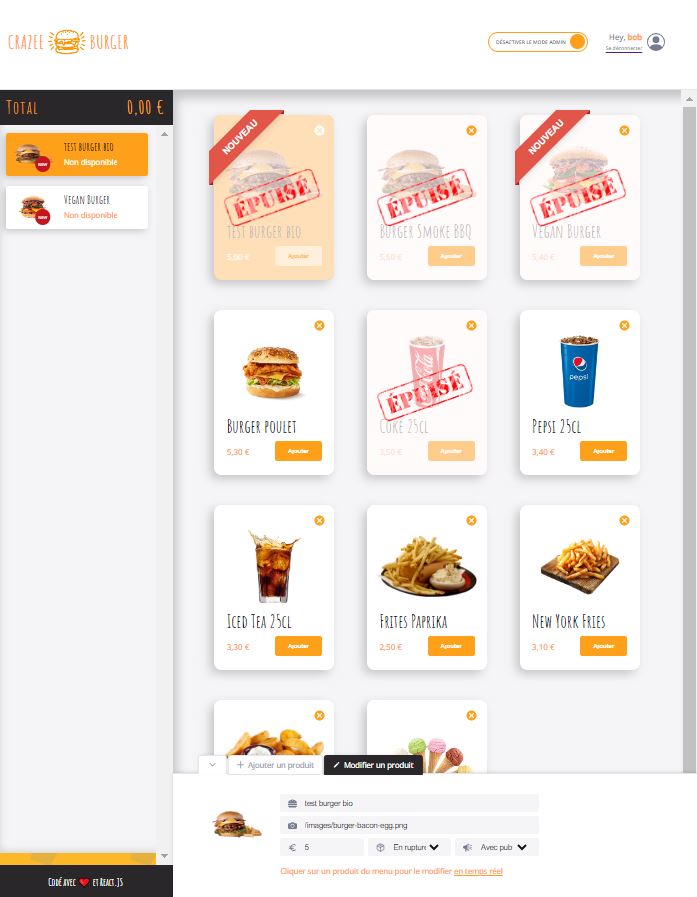 CRAZEE BURGER
DÉSACTIVER LE MODE ADMIN
Hey, bob
Se déconnecter
Total 0,00 €
TEST BURGER BIO
Non disponible
NEW
Vegan Burger
Non disponible
NEW
NOUVEAU
ÉPUISÉ
TEST BURGER BIO
5,00 €
Ajouter
ÉPUISÉ
Burger Smoke BBQ
5,50 €
Ajouter
NOUVEAU
ÉPUISÉ
Vegan Burger
5,40 €
Ajouter
Burger poulet
5,30 €
Ajouter
Coca-Cola
ÉPUISÉ
Coke 25cl
3,50 €
Ajouter
pepsi
Pepsi 25cl
3,40 €
Ajouter
Iced Tea 25cl
3,30 €
Ajouter
Frites Paprika
2,50 €
Ajouter
New York Fries
3,10 €
Ajouter
Ajouter un produit
Modifier un produit
test burger bio
/images/burger-bacon-egg.png
€ 5
En rupture
Avec pub
Cliquer sur un produit du menu pour le modifier en temps réel
Codé avec ❤️ et React.JS